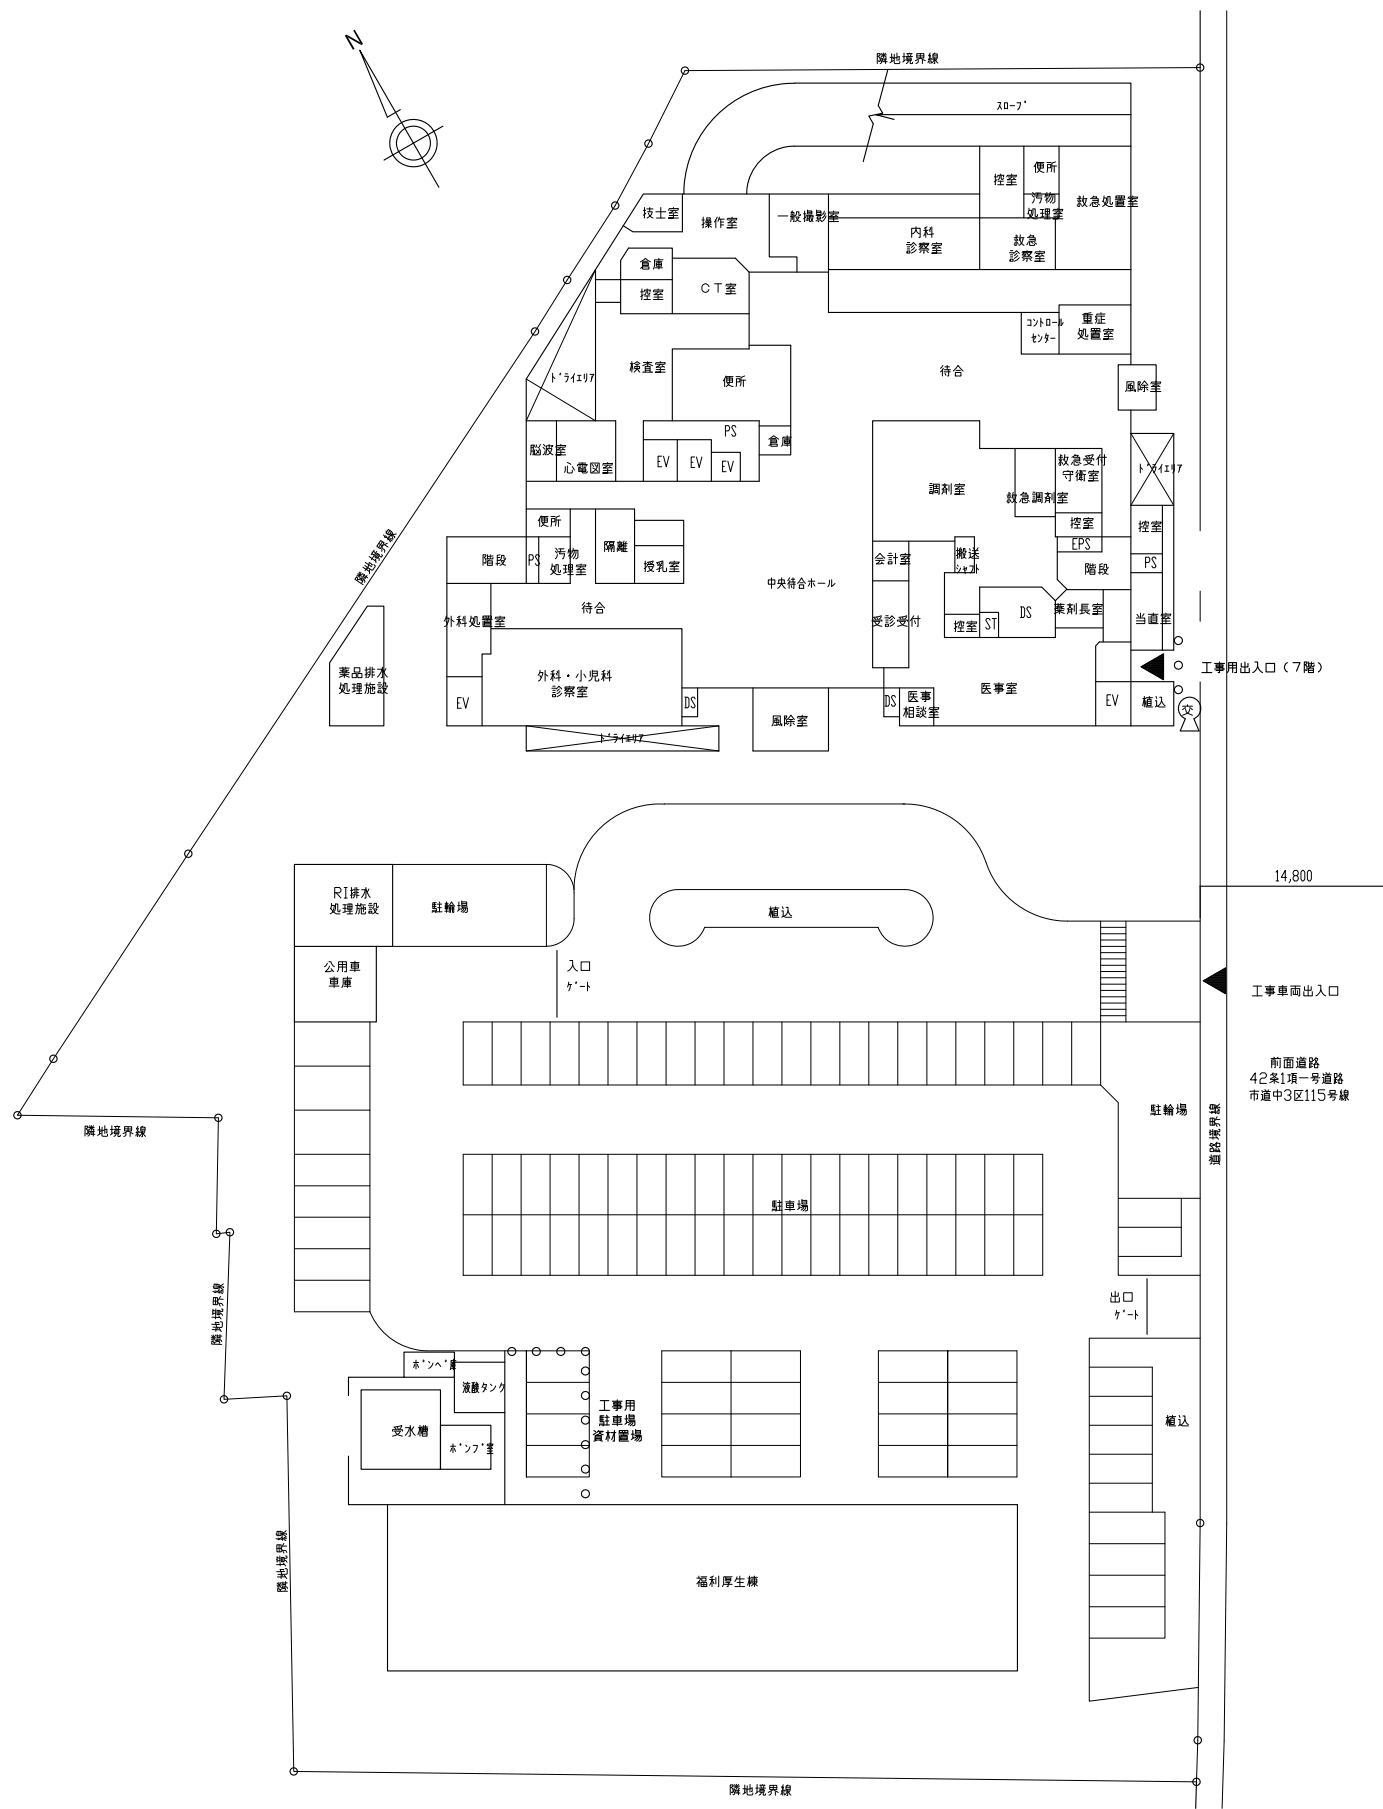 N
隣地境界線
ｽﾛｰﾌﾟ
控室
便所
汚物
処理室
救急処置室
技士室
操作室
一般撮影室
内科
診察室
救急
診察室
倉庫
控室
ＣＴ室
ｺﾝﾄﾛｰﾙ
ｾﾝﾀｰ
重症
処置室
検査室
ﾄﾞﾗｲｴﾘｱ
便所
待合
風除室
脳波室
心電図室
PS
EV
EV
EV
倉庫
調剤室
救急受付
守衛室
救急調剤室
控室
ﾄﾞﾗｲｴﾘｱ
控室
便所
階段
PS
汚物
処理室
隔離
授乳室
会計室
搬送
ｼｬﾌﾄ
EPS
階段
PS
隣地境界線
待合
中央待合ホール
外科処置室
受診受付
控室
ST
DS
薬剤長室
当直室
薬品排水
処理施設
外科・小児科
診察室
EV
DS
風除室
DS
医事
相談室
医事室
EV
植込
工事用出入口（７階）
交
ﾄﾞﾗｲｴﾘｱ
14,800
RI排水
処理施設
駐輪場
植込
公用車
車庫
入口
ｹﾞｰﾄ
工事車両出入口
前面道路
42条1項一号道路
市道中3区115号線
駐輪場
道路境界線
隣地境界線
駐車場
隣地境界線
出口
ｹﾞｰﾄ
ﾎﾞﾝﾍﾞ庫
液酸タンク
受水槽
ﾎﾟﾝﾌﾟ室
工事用
駐車場
資材置場
植込
隣地境界線
福利厚生棟
隣地境界線